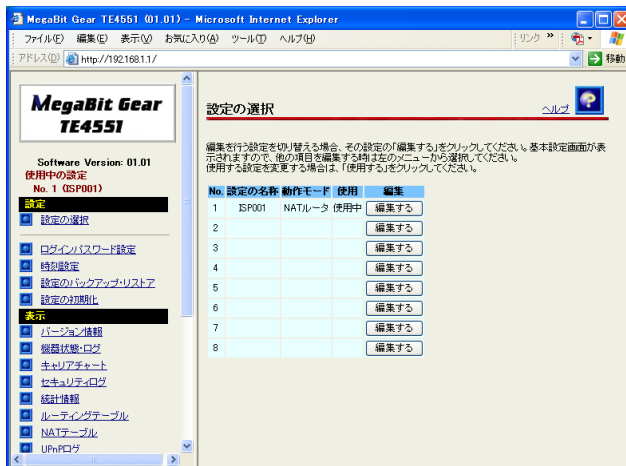 MegaBit Gear TE4551 (01.01) - Microsoft Internet Explorer
ファイル(F) 編集(E) 表示(V) お気に入り(A) ツール(T) ヘルプ(H) リンク »
アドレス(D) http://192.168.1.1/ 移動
MegaBit Gear
TE4551
Software Version: 01.01
使用中の設定
No. 1 (ISP001)
設定
設定の選択
ログインパスワード設定
時刻設定
設定のバックアップ・リストア
設定の初期化
表示
バージョン情報
機器状態・ログ
キャリアチャート
セキュリティログ
統計情報
ルーティングテーブル
NATテーブル
UPnPログ
設定の選択
ヘルプ ?
編集を行う設定を切り替える場合、その設定の「編集する」をクリックしてください。基本設定画面が表
示されますので、他の項目を編集する時は左のメニューから選択してください。
使用する設定を変更する場合は、「使用する」をクリックしてください。
No. 設定の名称 動作モード 使用 編集
1 ISP001 NATルータ 使用中 編集する
2 編集する
3 編集する
4 編集する
5 編集する
6 編集する
7 編集する
8 編集する